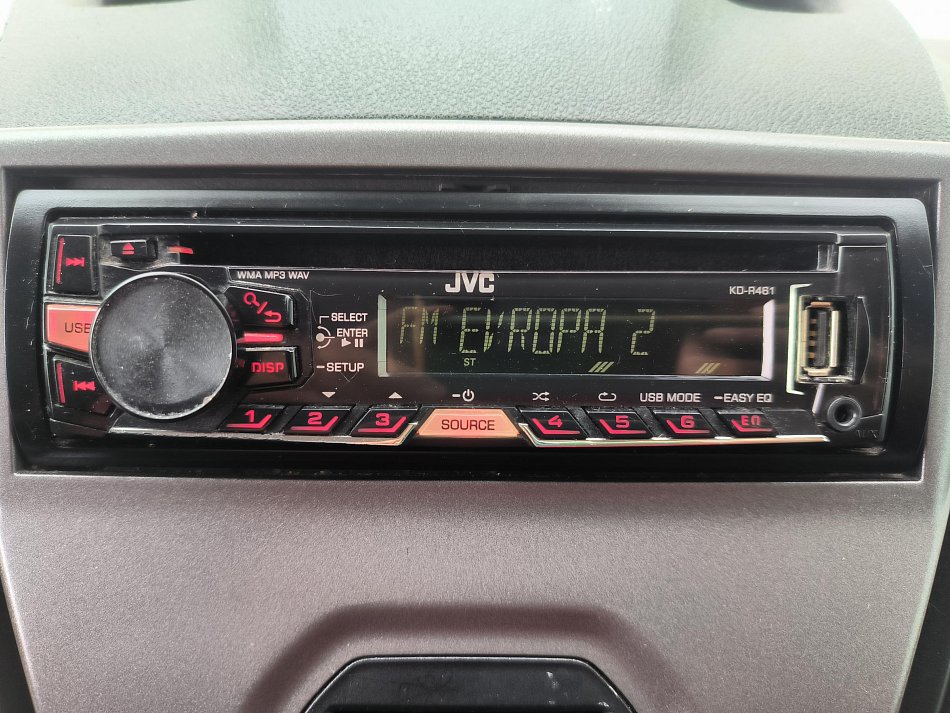 WMA MP3 WAV
JVC
KD-R461
USB
SELECT
ENTER
SETUP
DISP
FM EVROPA 2
ST
USB MODE
EASY EQ
1
2
3
SOURCE
4
5
6
EQ
AUX